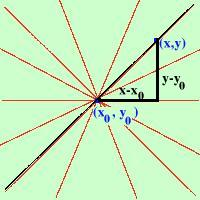 (x,y)
y-y₀
x-x₀
(x₀, y₀)